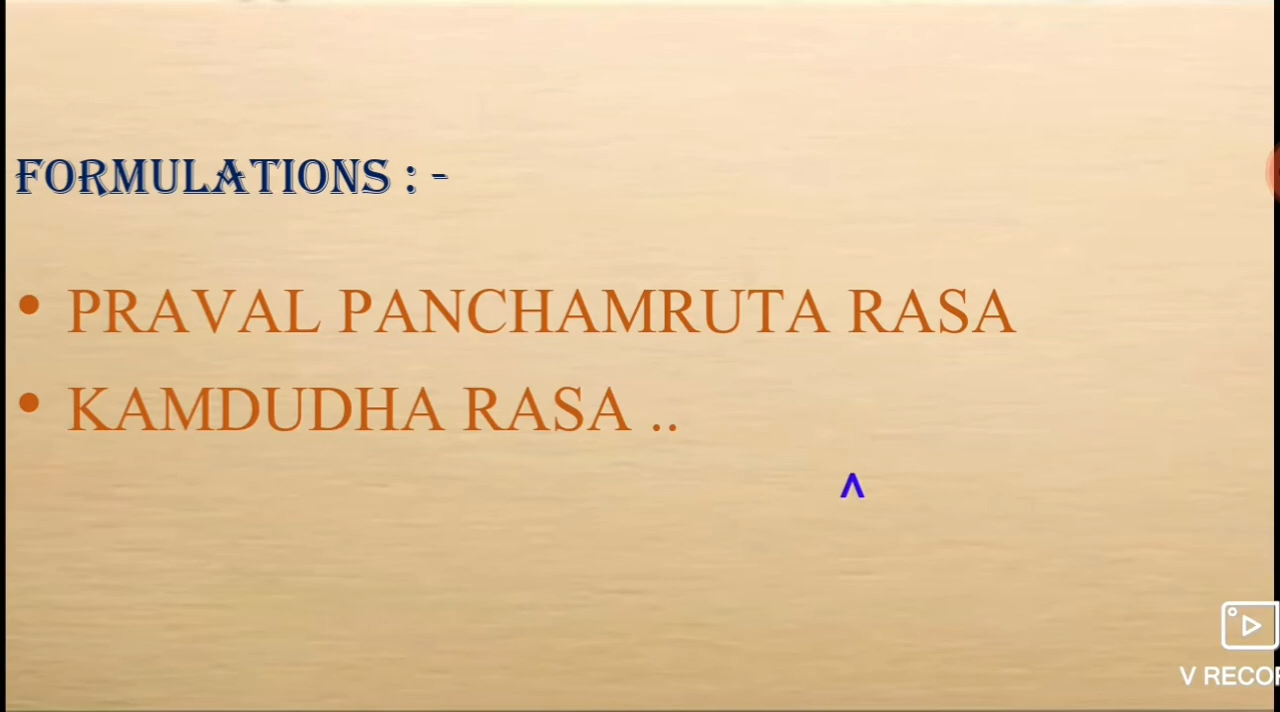 FORMULATIONS : -
• PRAVAL PANCHAMRUTA RASA
• KAMDUDHA RASA ..
^
V RECOR